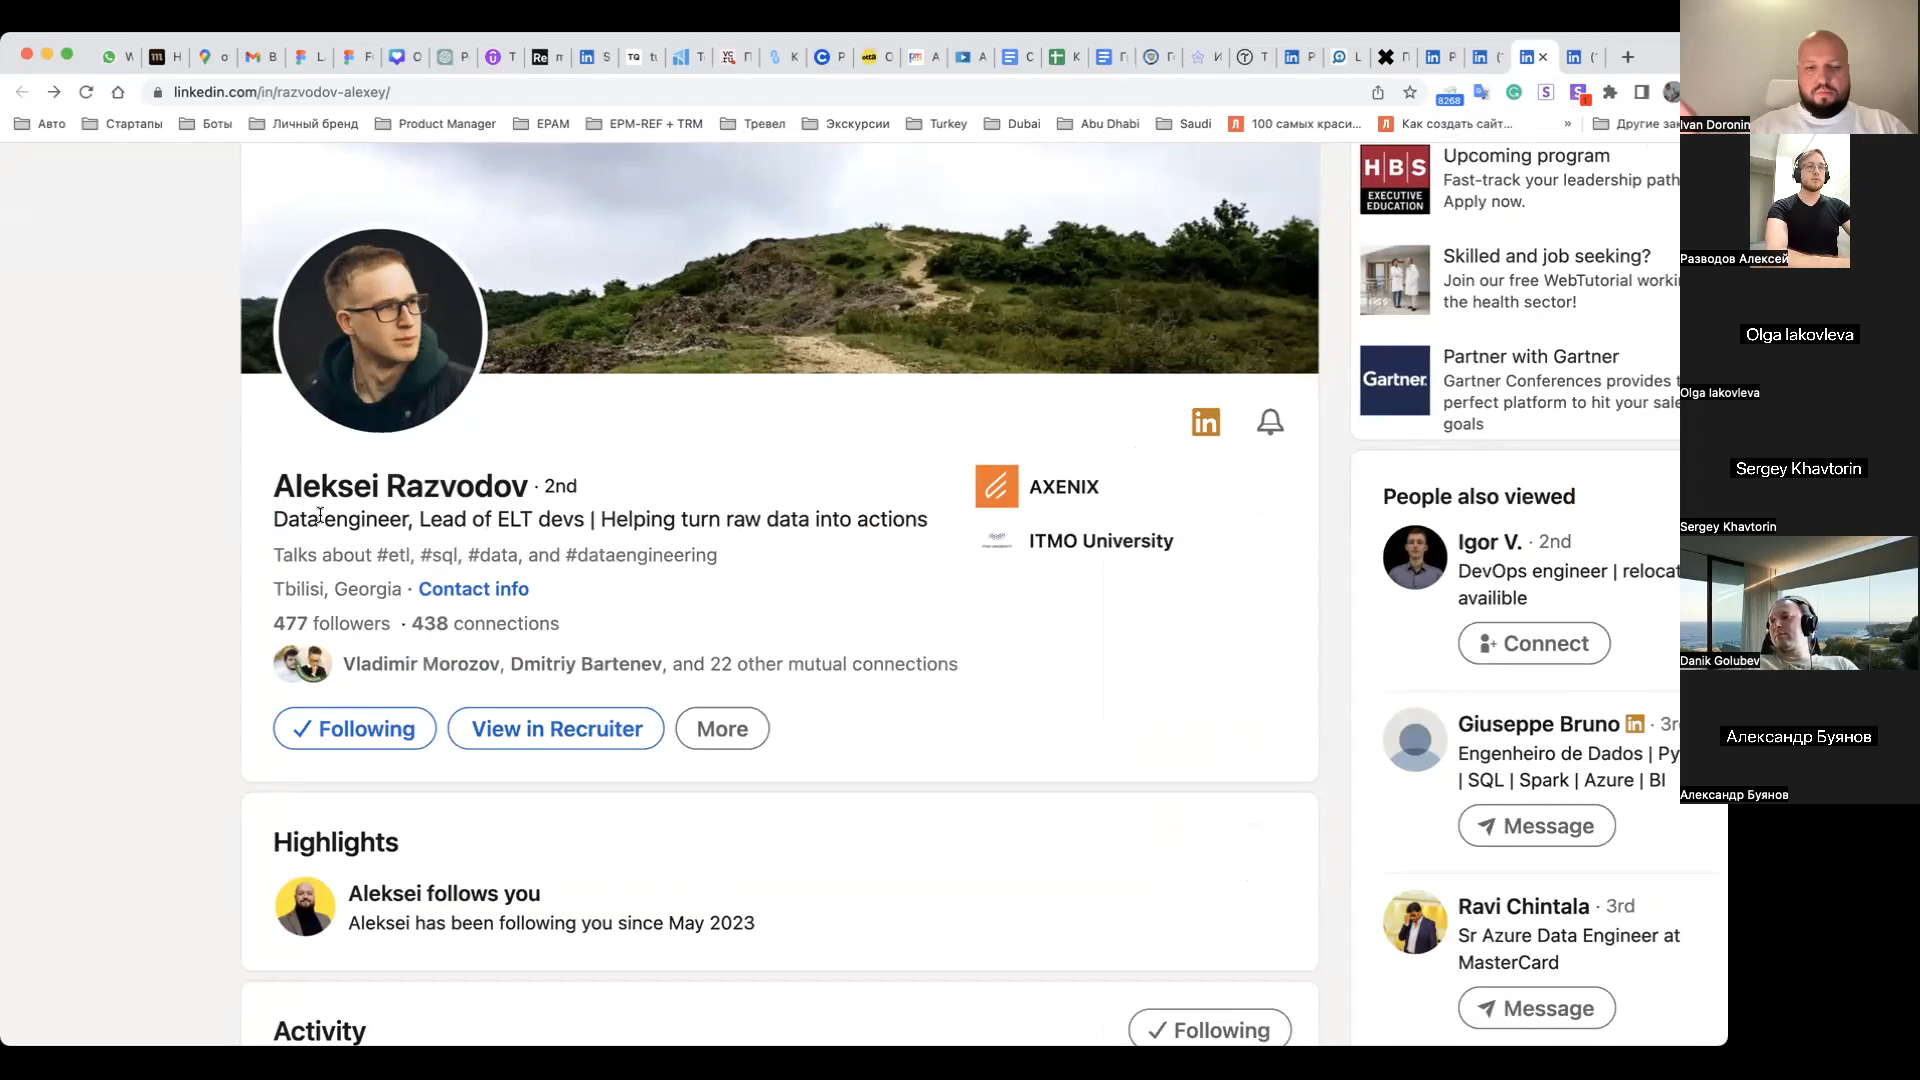 linkedin.com/in/razvodov-alexey/
8268
1
Авто
Стартапы
Боты
Личный бренд
Product Manager
EPAM
EPM-REF + TRM
Тревел
Экскурсии
Turkey
Dubai
Abu Dhabi
Saudi
100 самых краси...
Как создать сайт...
»
Другие зак
H|B|S
EXECUTIVE
EDUCATION
Upcoming program
Fast-track your leadership path
Apply now.
Skilled and job seeking?
Join our free WebTutorial worki
the health sector!
Gartner
Partner with Gartner
Gartner Conferences provides t
perfect platform to hit your sale
goals
Aleksei Razvodov · 2nd
Data engineer, Lead of ELT devs | Helping turn raw data into actions
Talks about #etl, #sql, #data, and #dataengineering
Tbilisi, Georgia · Contact info
477 followers · 438 connections
Vladimir Morozov, Dmitriy Bartenev, and 22 other mutual connections
Following
View in Recruiter
More
in
AXENIX
ITMO University
Highlights
Aleksei follows you
Aleksei has been following you since May 2023
Activity
Following
People also viewed
Igor V. · 2nd
DevOps engineer | relocat
availible
Connect
Giuseppe Bruno in · 3r
Engenheiro de Dados | Py
| SQL | Spark | Azure | BI
Message
Ravi Chintala · 3rd
Sr Azure Data Engineer at
MasterCard
Message
Ivan Doronin
Разводов Алексей
Olga Iakovleva
Olga Iakovleva
Sergey Khavtorin
Sergey Khavtorin
Danik Golubev
Александр Буянов
Александр Буянов